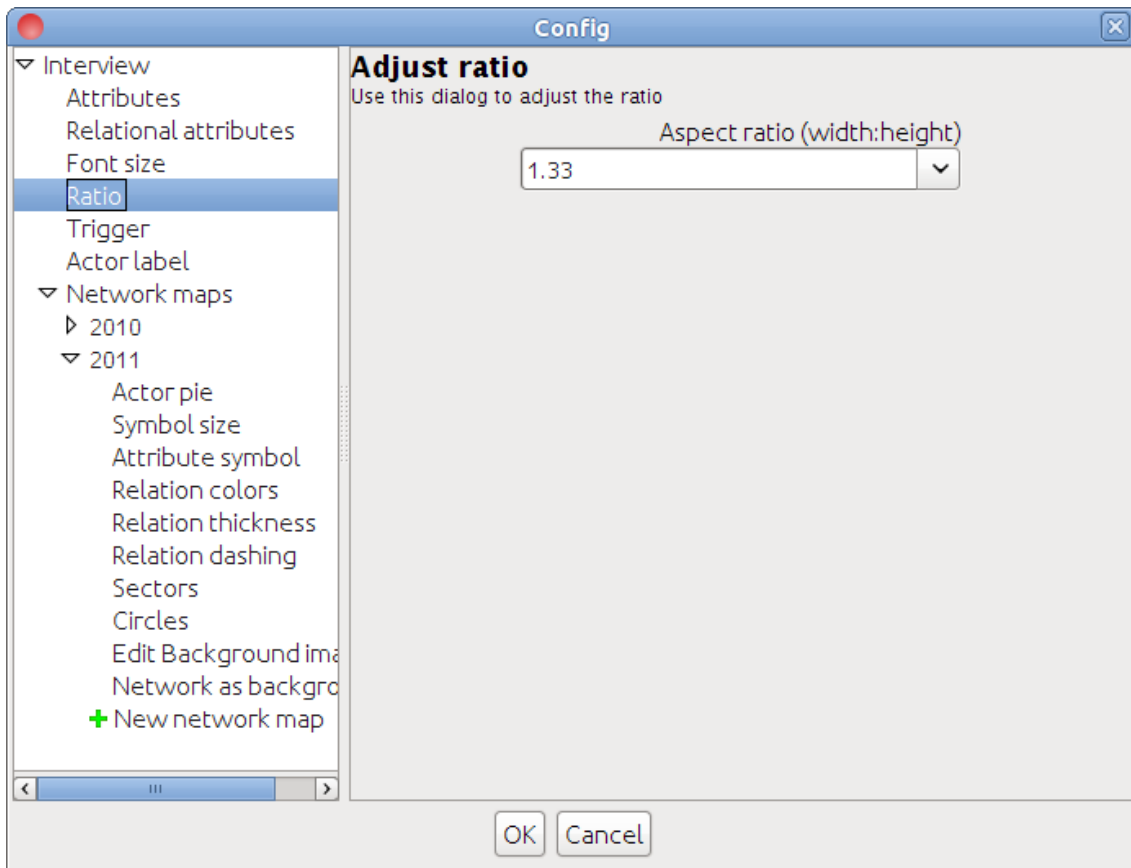 Config
Interview
Attributes
Relational attributes
Font size
Ratio
Trigger
Actor label
Network maps
2010
2011
Actor pie
Symbol size
Attribute symbol
Relation colors
Relation thickness
Relation dashing
Sectors
Circles
Edit Background ima
Network as backgro
New network map
Adjust ratio
Use this dialog to adjust the ratio
Aspect ratio (width:height)
1.33
OK Cancel